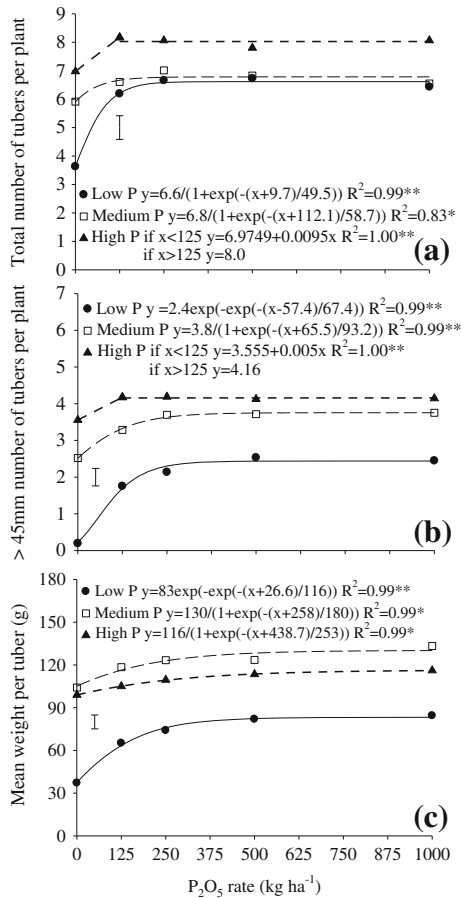 9
8
7
6
5
4
3
2
1
0
Total number of tubers per plant
Low P y=6.6/(1+exp(-(x+9.7)/49.5)) R²=0.99**
Medium P y=6.8/(1+exp(-(x+112.1)/58.7)) R²=0.83*
High P if x<125 y=6.9749+0.0095x R²=1.00**
if x>125 y=8.0
(a)
7
6
5
4
3
2
1
0
> 45mm number of tubers per plant
Low P y =2.4exp(-exp(-(x-57.4)/67.4)) R²=0.99**
Medium P y=3.8/(1+exp(-(x+65.5)/93.2)) R²=0.99**
High P if x<125 y=3.555+0.005x R²=1.00**
if x>125 y=4.16
(b)
180
150
120
90
60
30
0
Mean weight per tuber (g)
Low P y=83exp(-exp(-(x+26.6)/116)) R²=0.99**
Medium P y=130/(1+exp(-(x+258)/180)) R²=0.99*
High P y=116/(1+exp(-(x+438.7)/253)) R²=0.99*
(c)
0 125 250 375 500 625 750 875 1000
P₂O₅ rate (kg ha⁻¹)